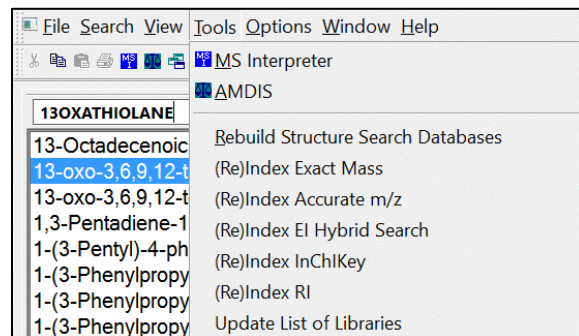 File Search View Tools Options Window Help
MS Interpreter
AMDIS
13OXATHIOLANE
Rebuild Structure Search Databases
13-Octadecenoic
(Re)Index Exact Mass
13-oxo-3,6,9,12-t
(Re)Index Accurate m/z
13-oxo-3,6,9,12-t
1,3-Pentadiene-1
(Re)Index EI Hybrid Search
1-(3-Pentyl)-4-ph
(Re)Index InChIKey
1-(3-Phenylpropy
(Re)Index RI
1-(3-Phenylpropy
Update List of Libraries
1-(3-Phenylpropy